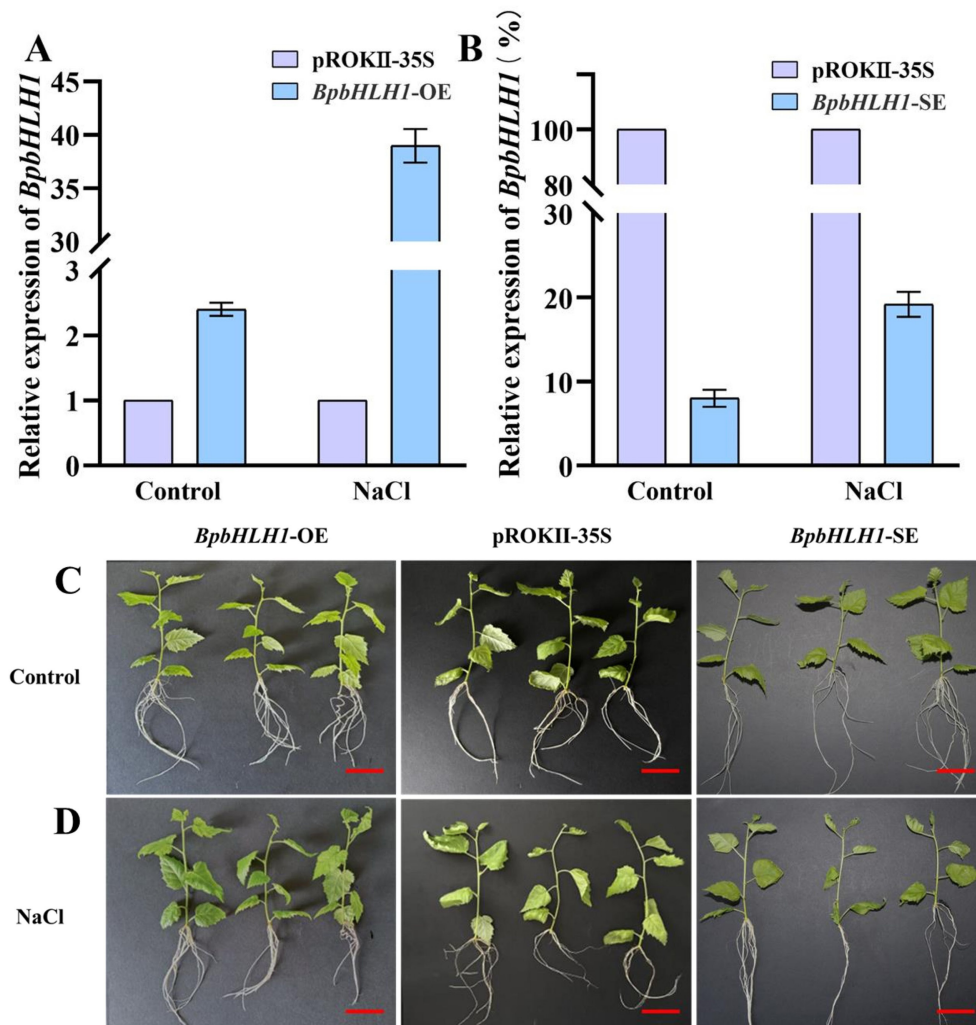 A
pROKII-35S
BpbHLH1-OE
Relative expression of BpbHLH1
45
40
35
30
3
2
1
0
Control NaCl
B
pROKII-35S
BpbHLH1-SE
Relative expression of BpbHLH1 (%)
100
80
30
20
10
0
Control NaCl
BpbHLH1-OE pROKII-35S BpbHLH1-SE
C
Control
D
NaCl